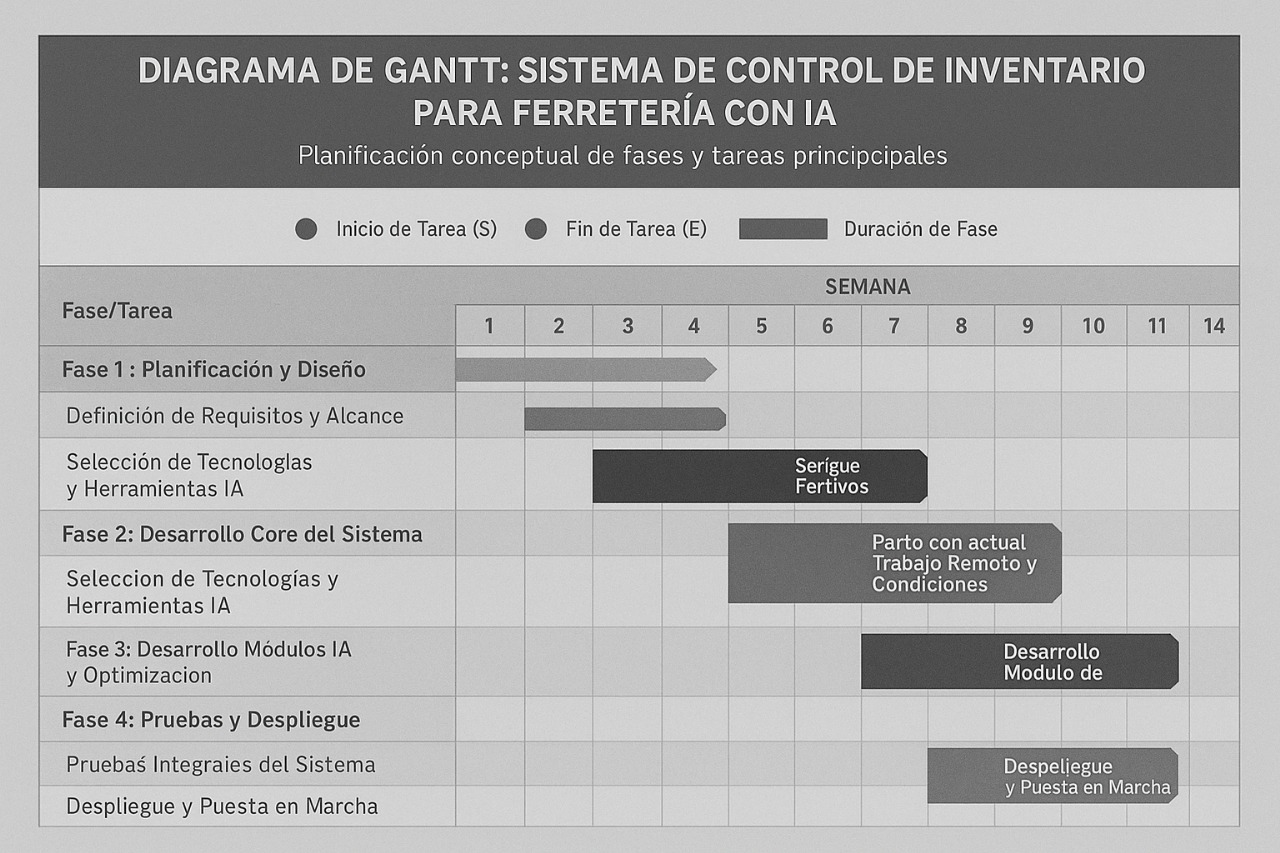 DIAGRAMA DE GANTT: SISTEMA DE CONTROL DE INVENTARIO
PARA FERRETERÍA CON IA
Planificación conceptual de fases y tareas princpcipales
Inicio de Tarea (S) Fin de Tarea (E) Duración de Fase
SEMANA
Fase/Tarea
1 2 3 4 5 6 7 8 9 10 11 14
Fase 1 : Planificación y Diseño
Definición de Requisitos y Alcance
Selección de Tecnologlas
y Herramientas IA
Serígue
Fertivos
Fase 2: Desarrollo Core del Sistema
Parto con actual
Trabajo Remoto y
Condiciones
Seleccion de Tecnologías y
Herramientas IA
Fase 3: Desarrollo Módulos IA
y Optimizacion
Desarrollo
Modulo de
Fase 4: Pruebas y Despliegue
Pruebaś Integraies del Sistema
Despeliegue
y Puesta en Marcha
Despliegue y Puesta en Marcha